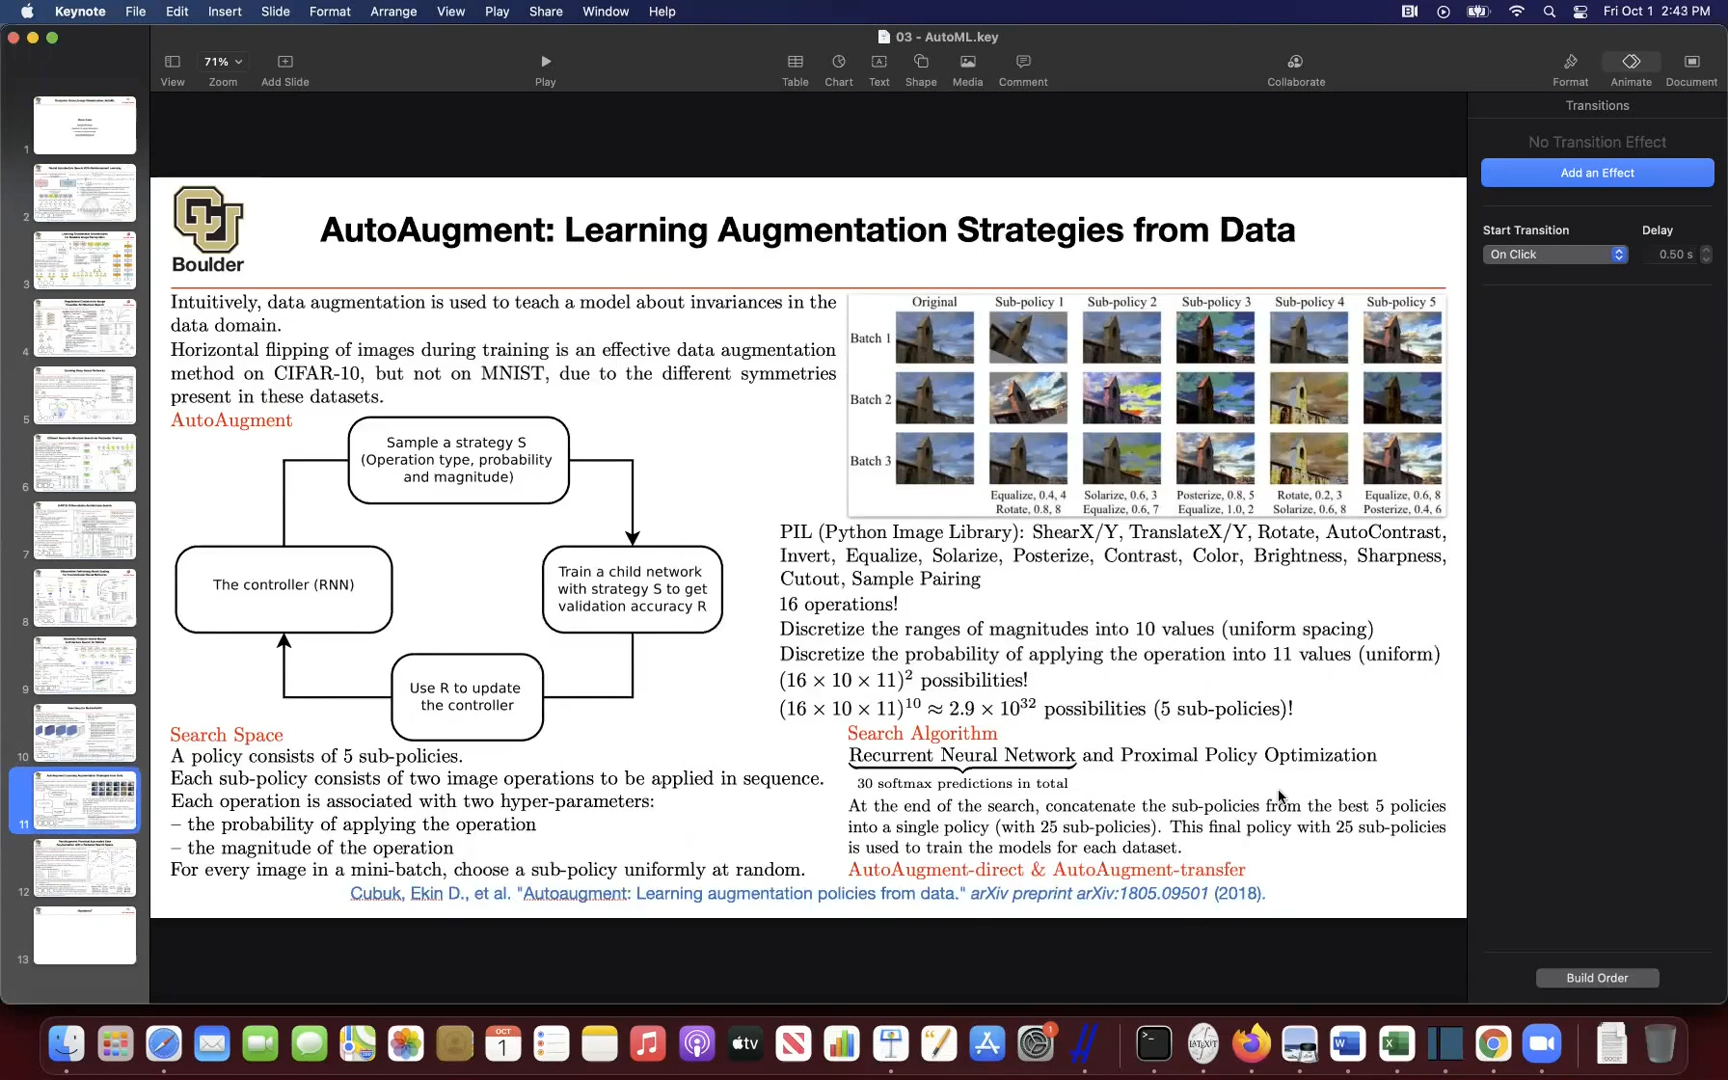 Keynote File Edit Insert Slide Format Arrange View Play Share Window Help Fri Oct 1 2:43 PM
03 - AutoML.key
71%
View Zoom Add Slide Play Table Chart Text Shape Media Comment Collaborate Format Animate Document
Transitions
No Transition Effect
Add an Effect
Start Transition Delay
On Click 0.50 s
Build Order
1
2
3
4
5
6
7
8
9
10
11
12
13
Boulder
AutoAugment: Learning Augmentation Strategies from Data
Intuitively, data augmentation is used to teach a model about invariances in the
data domain.
Horizontal flipping of images during training is an effective data augmentation
method on CIFAR-10, but not on MNIST, due to the different symmetries
present in these datasets.
AutoAugment
Sample a strategy S
(Operation type, probability
and magnitude)
The controller (RNN)
Train a child network
with strategy S to get
validation accuracy R
Use R to update
the controller
Search Space
A policy consists of 5 sub-policies.
Each sub-policy consists of two image operations to be applied in sequence.
Each operation is associated with two hyper-parameters:
– the probability of applying the operation
– the magnitude of the operation
For every image in a mini-batch, choose a sub-policy uniformly at random.
Original Sub-policy 1 Sub-policy 2 Sub-policy 3 Sub-policy 4 Sub-policy 5
Batch 1
Batch 2
Batch 3
Equalize, 0.4, 4 Solarize, 0.6, 3 Posterize, 0.8, 5 Rotate, 0.2, 3 Equalize, 0.6, 8
Rotate, 0.8, 8 Equalize, 0.6, 7 Equalize, 1.0, 2 Solarize, 0.6, 8 Posterize, 0.4, 6
PIL (Python Image Library): ShearX/Y, TranslateX/Y, Rotate, AutoContrast,
Invert, Equalize, Solarize, Posterize, Contrast, Color, Brightness, Sharpness,
Cutout, Sample Pairing
16 operations!
Discretize the ranges of magnitudes into 10 values (uniform spacing)
Discretize the probability of applying the operation into 11 values (uniform)
(16 × 10 × 11)² possibilities!
(16 × 10 × 11)¹⁰ ≈ 2.9 × 10³² possibilities (5 sub-policies)!
Search Algorithm
Recurrent Neural Network and Proximal Policy Optimization
30 softmax predictions in total
At the end of the search, concatenate the sub-policies from the best 5 policies
into a single policy (with 25 sub-policies). This final policy with 25 sub-policies
is used to train the models for each dataset.
AutoAugment-direct & AutoAugment-transfer
Cubuk, Ekin D., et al. "Autoaugment: Learning augmentation policies from data." arXiv preprint arXiv:1805.09501 (2018).
OCT
1
tv
1
LATEXiT